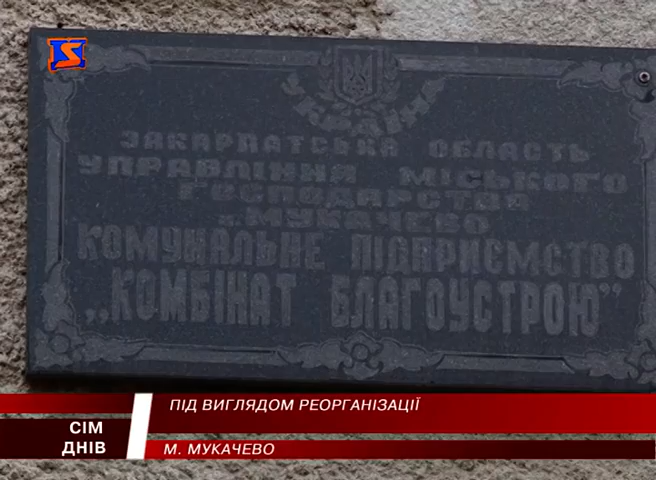 УКРАЇНА
ЗАКАРПАТСЬКА ОБЛАСТЬ
УПРАВЛІННЯ МІСЬКОГО
ГОСПОДАРСТВА
м.МУКАЧЕВО
КОМУНАЛЬНЕ ПІДПРИЄМСТВО
„КОМБІНАТ БЛАГОУСТРОЮ”
ПІД ВИГЛЯДОМ РЕОРГАНІЗАЦІЇ
СІМ
ДНІВ
М. МУКАЧЕВО